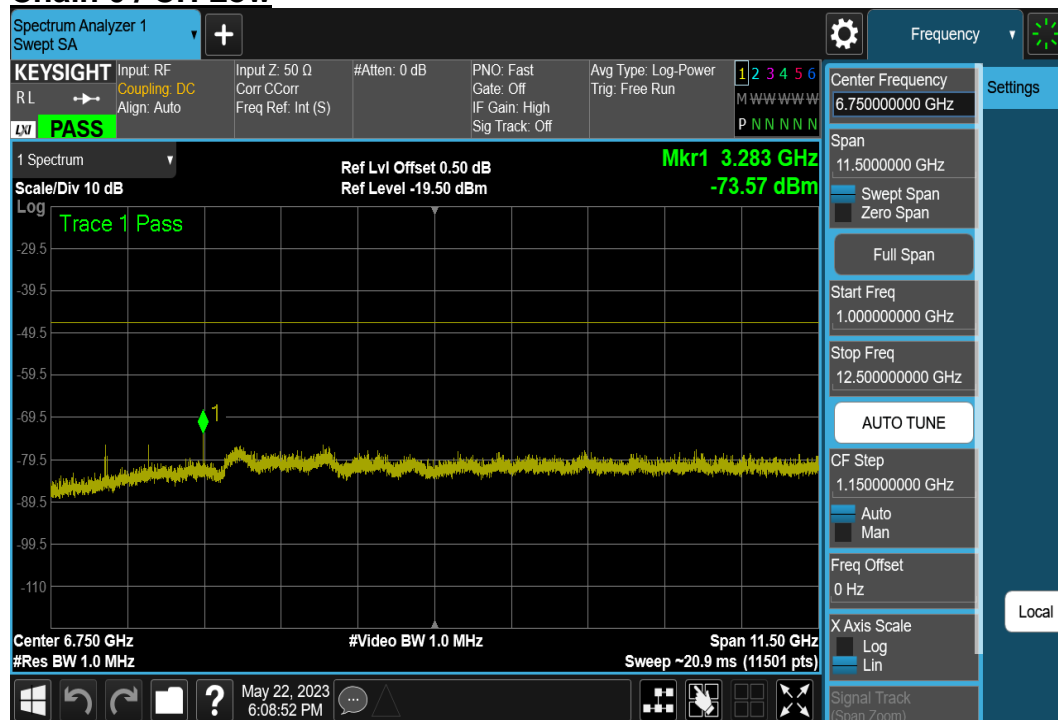 Spectrum Analyzer 1
Swept SA
Frequency
KEYSIGHT
RL
LXI PASS
Input: RF
Coupling: DC
Align: Auto
Input Z: 50 Ω
Corr CCorr
Freq Ref: Int (S)
#Atten: 0 dB
PNO: Fast
Gate: Off
IF Gain: High
Sig Track: Off
Avg Type: Log-Power
Trig: Free Run
1 2 3 4 5 6
M W W W W W
P N N N N N
1 Spectrum
Scale/Div 10 dB
Ref Lvl Offset 0.50 dB
Ref Level -19.50 dBm
Mkr1 3.283 GHz
-73.57 dBm
Log
Trace 1 Pass
-29.5
-39.5
-49.5
-59.5
-69.5
1
-79.5
-89.5
-99.5
-110
Center 6.750 GHz
#Res BW 1.0 MHz
#Video BW 1.0 MHz
Span 11.50 GHz
Sweep ~20.9 ms (11501 pts)
Center Frequency
6.750000000 GHz
Span
11.5000000 GHz
Swept Span
Zero Span
Full Span
Start Freq
1.000000000 GHz
Stop Freq
12.500000000 GHz
AUTO TUNE
CF Step
1.150000000 GHz
Auto
Man
Freq Offset
0 Hz
X Axis Scale
Log
Lin
Signal Track
(Span Zoom)
Settings
Local
?
May 22, 2023
6:08:52 PM